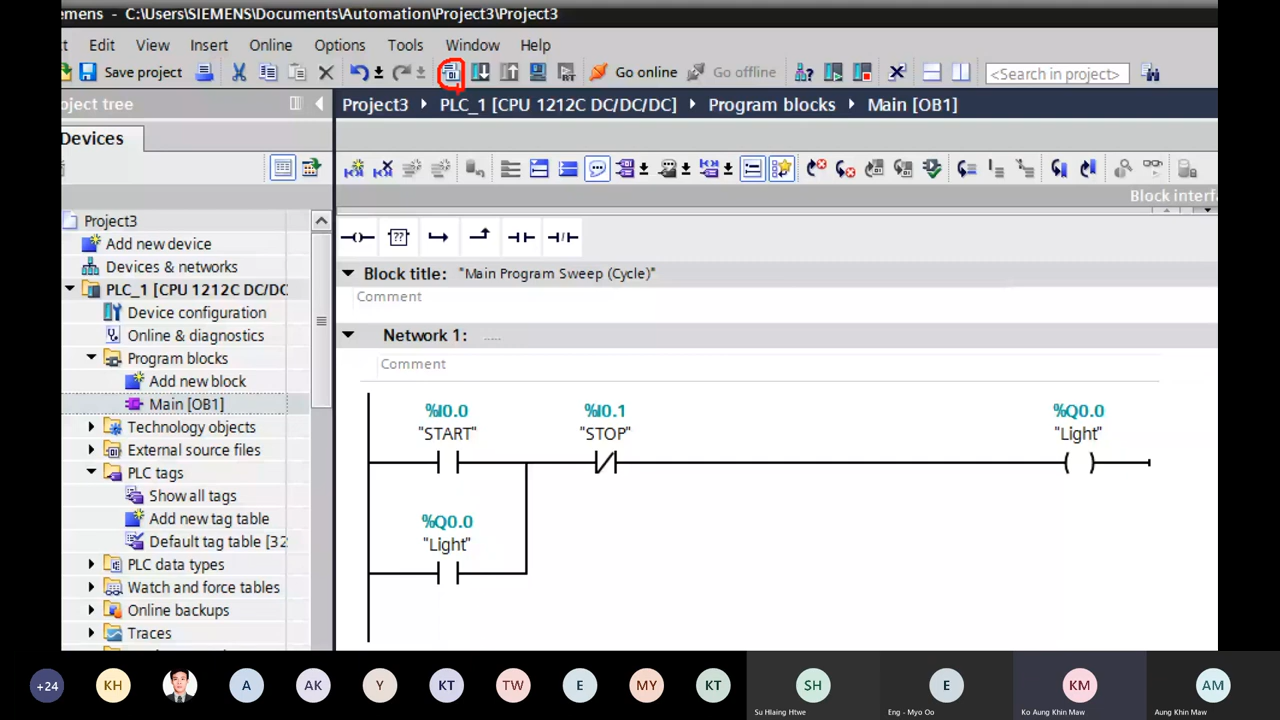 emens - C:\Users\SIEMENS\Documents\Automation\Project3\Project3
ct Edit View Insert Online Options Tools Window Help
Save project Go online Go offline <Search in project>
oject tree
Project3 PLC_1 [CPU 1212C DC/DC/DC] Program blocks Main [OB1]
Devices
Block interfa
Project3
Add new device
Devices & networks
PLC_1 [CPU 1212C DC/DC
Device configuration
Online & diagnostics
Program blocks
Add new block
Main [OB1]
Technology objects
External source files
PLC tags
Show all tags
Add new tag table
Default tag table [32
PLC data types
Watch and force tables
Online backups
Traces
??
Block title: "Main Program Sweep (Cycle)"
Comment
Network 1: .....
Comment
%I0.0 %I0.1 %Q0.0
"START" "STOP" "Light"
%Q0.0
"Light"
+24 KH A AK Y KT TW E MY KT SH E KM AM
Su Hlaing Htwe Eng - Myo Oo Ko Aung Khin Maw Aung Khin Maw